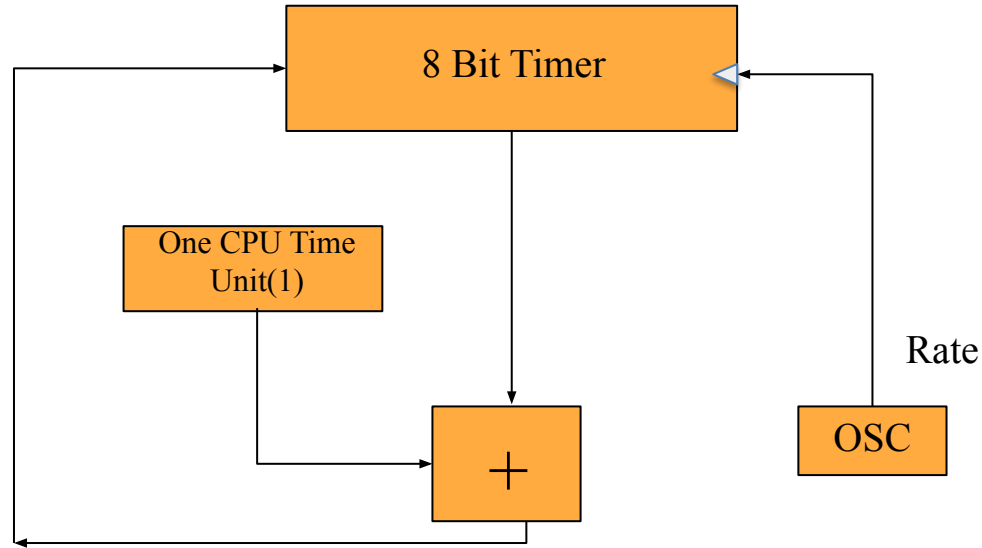 8 Bit Timer
One CPU Time
Unit(1)
Rate
OSC
+